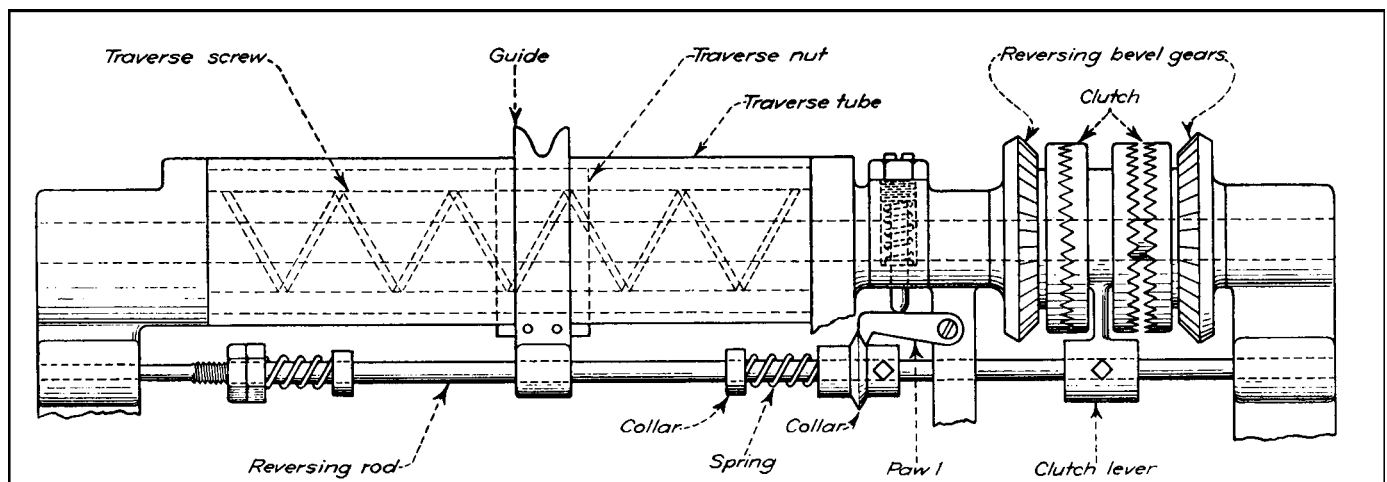 Traverse screw
Guide
Traverse nut
Reversing bevel gears
Clutch
Traverse tube
Collar
Collar
Spring
Reversing rod
Pawl
Clutch lever